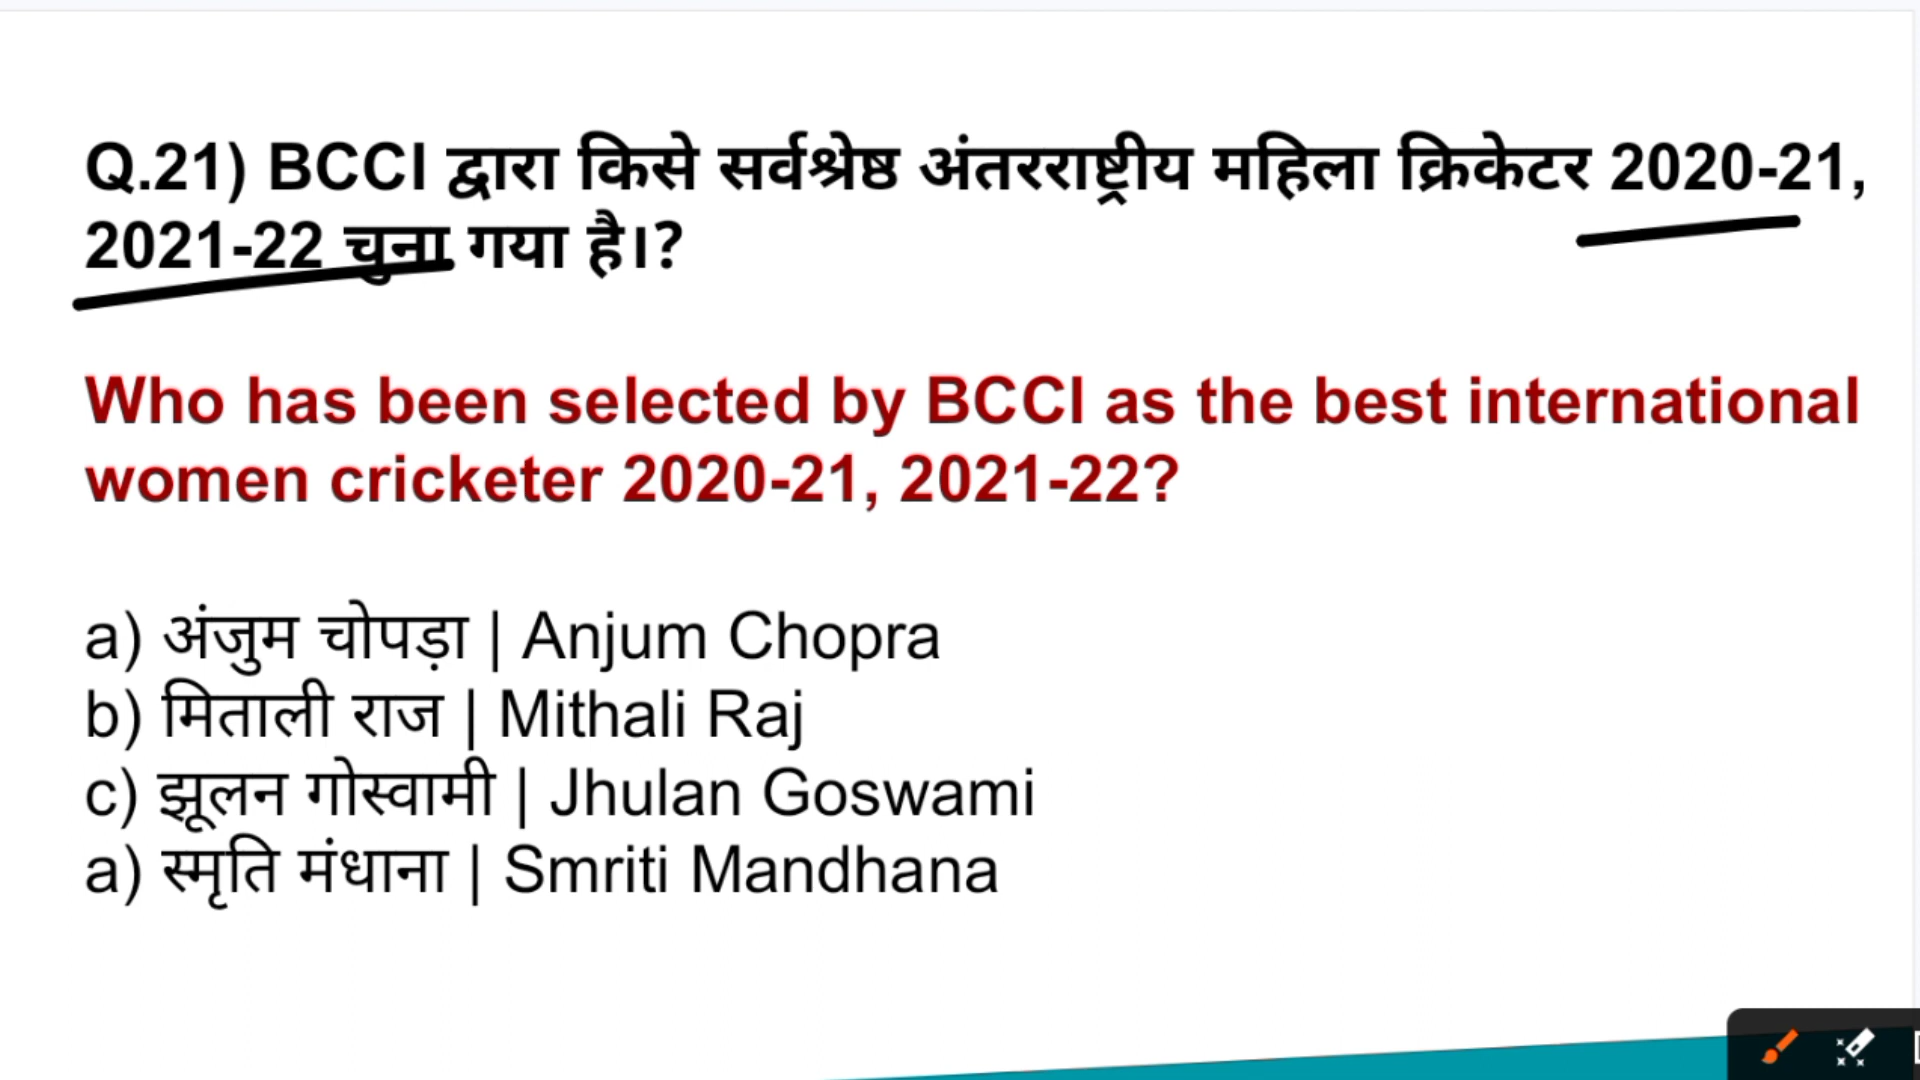 Q.21) BCCI द्वारा किसे सर्वश्रेष्ठ अंतरराष्ट्रीय महिला क्रिकेटर 2020-21,
2021-22 चुना गया है।?
Who has been selected by BCCI as the best international
women cricketer 2020-21, 2021-22?
a) अंजुम चोपड़ा | Anjum Chopra
b) मिताली राज | Mithali Raj
c) झूलन गोस्वामी | Jhulan Goswami
a) स्मृति मंधाना | Smriti Mandhana